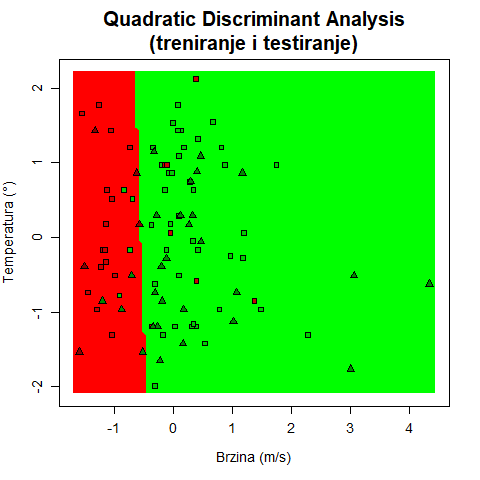 Quadratic Discriminant Analysis
(treniranje i testiranje)
Temperatura (°)
2
1
0
-1
-2
-1 0 1 2 3 4
Brzina (m/s)